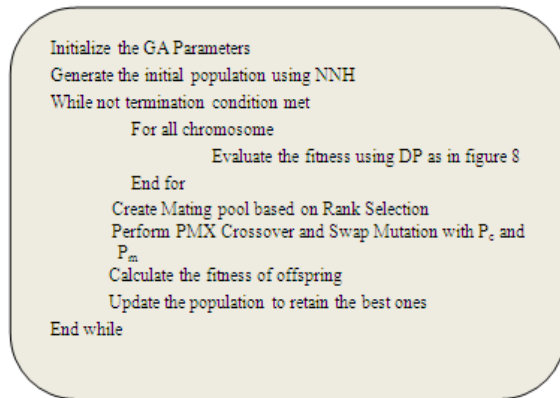 Initialize the GA Parameters
Generate the initial population using NNH
While not termination condition met
For all chromosome
Evaluate the fitness using DP as in figure 8
End for
Create Mating pool based on Rank Selection
Perform PMX Crossover and Swap Mutation with Pc and
Pm
Calculate the fitness of offspring
Update the population to retain the best ones
End while